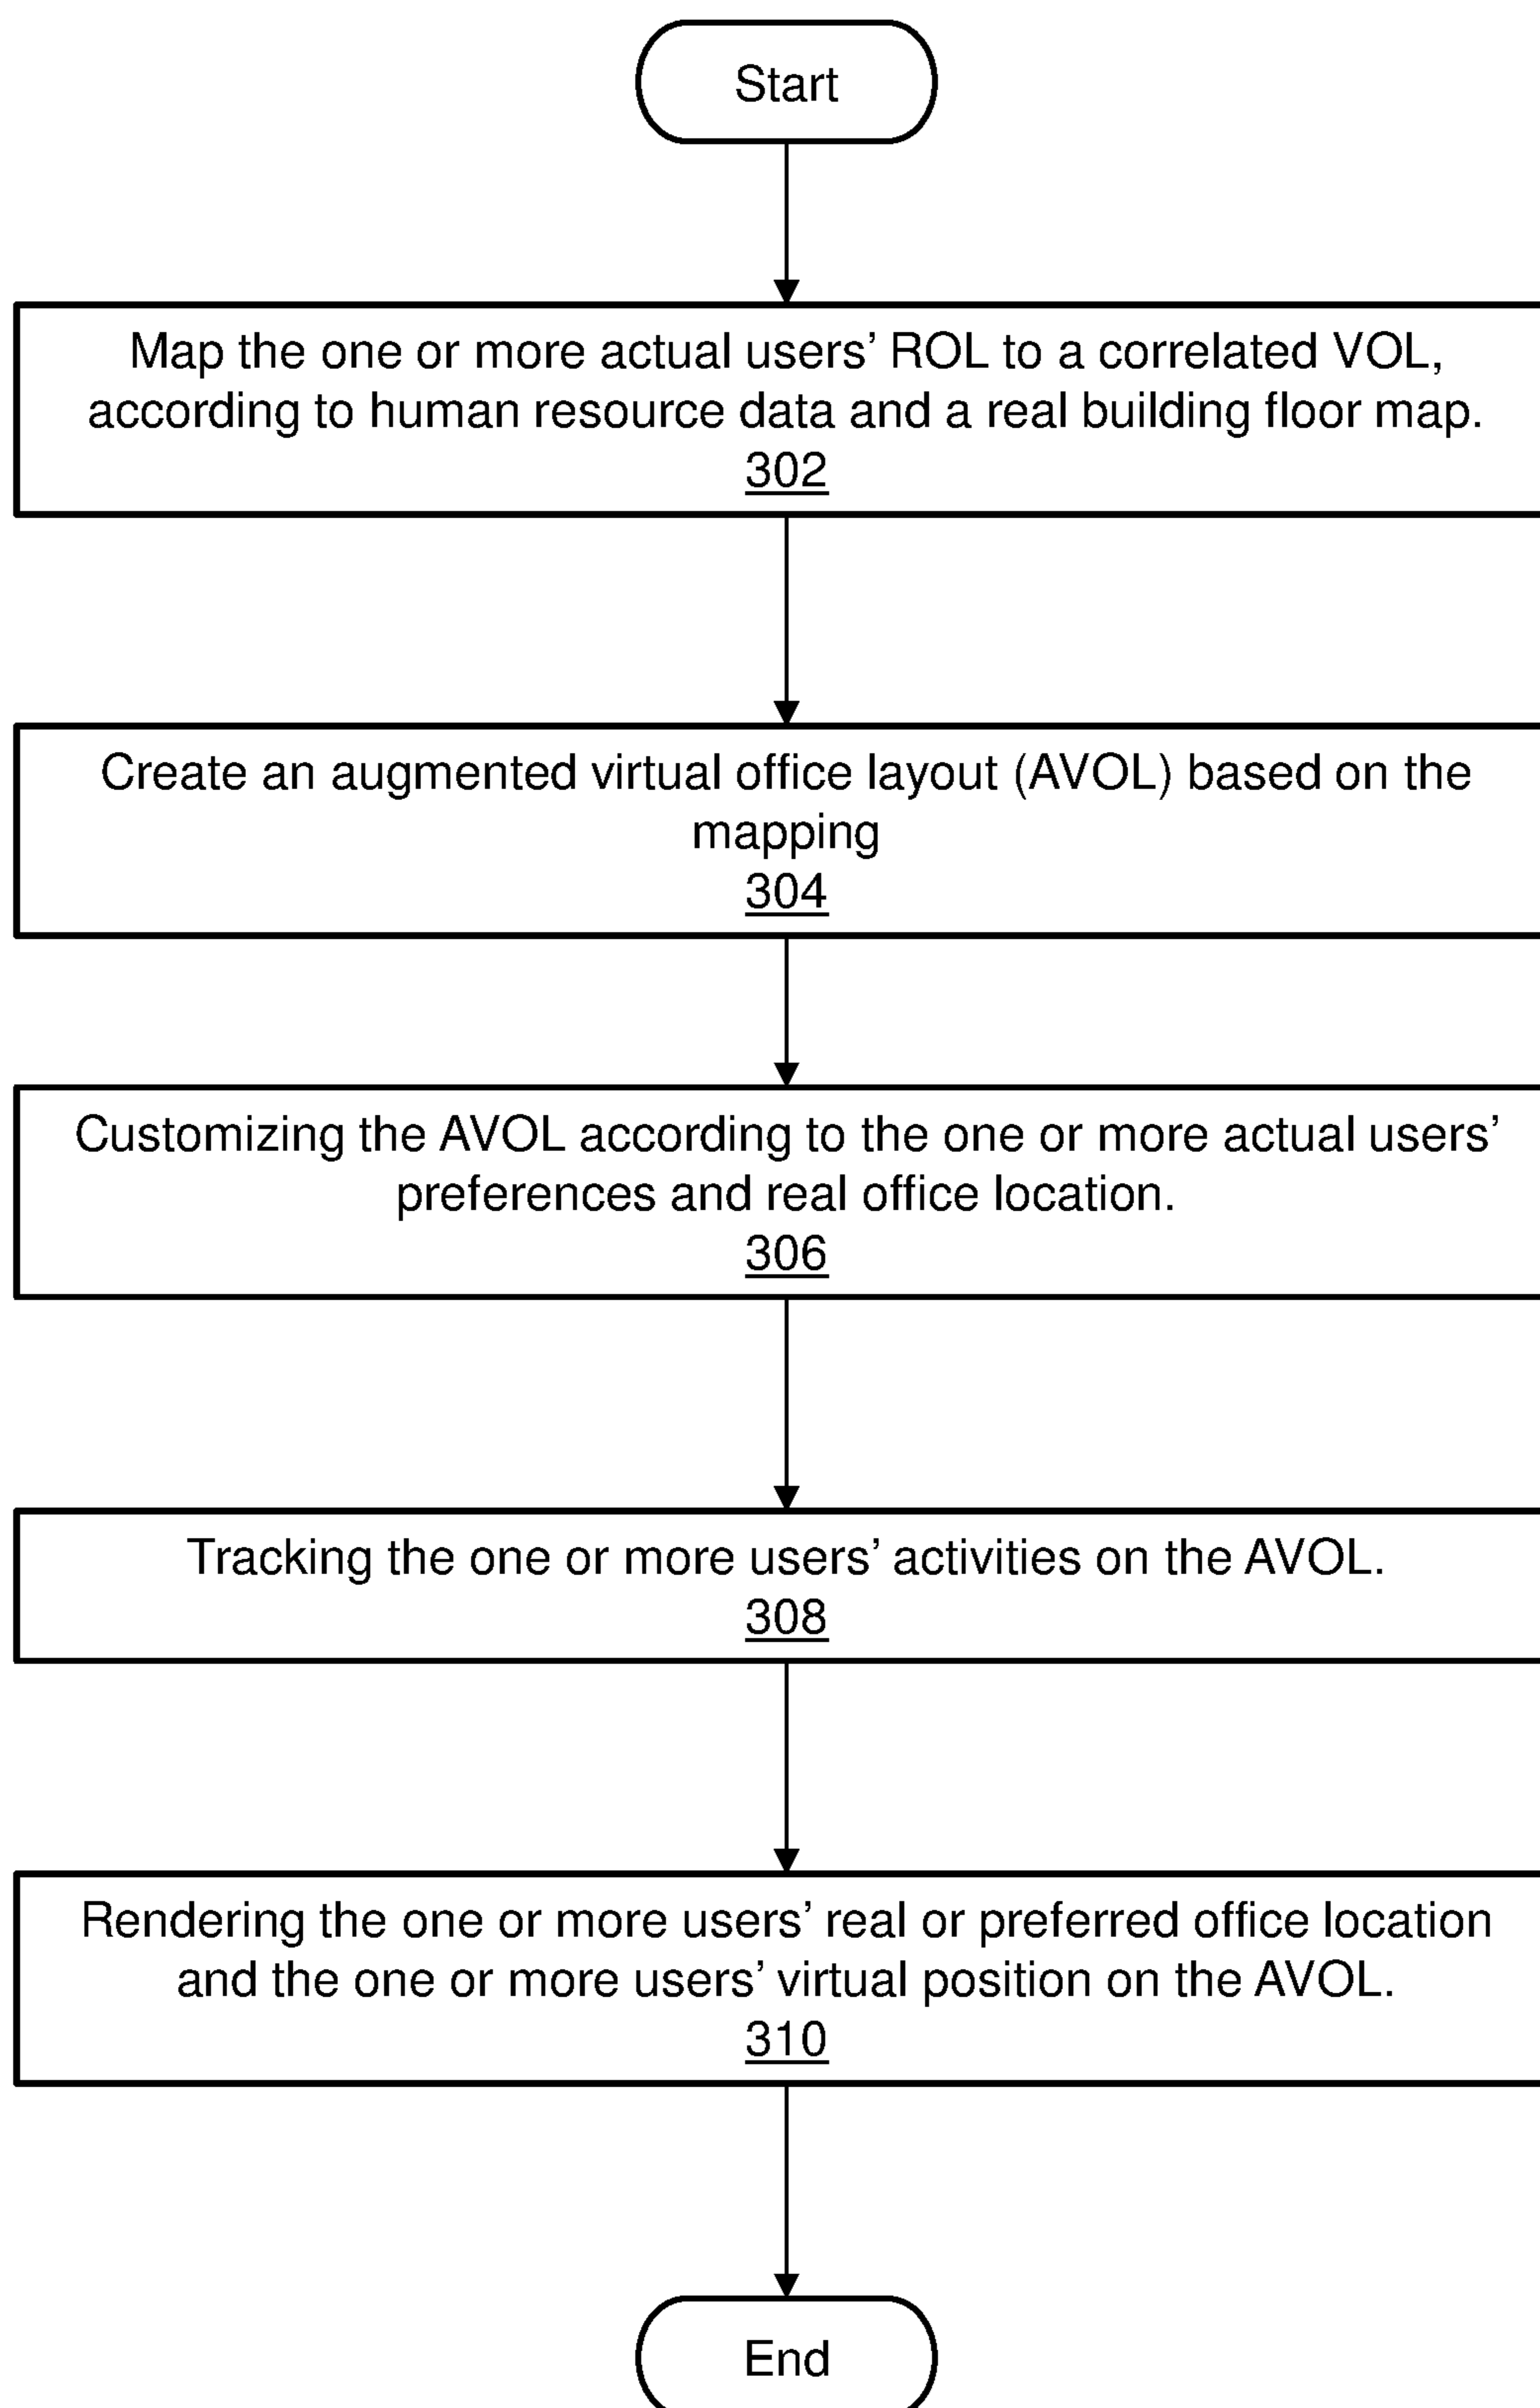 Start
Map the one or more actual users’ ROL to a correlated VOL,
according to human resource data and a real building floor map.
302
Create an augmented virtual office layout (AVOL) based on the
mapping
304
Customizing the AVOL according to the one or more actual users’
preferences and real office location.
306
Tracking the one or more users’ activities on the AVOL.
308
Rendering the one or more users’ real or preferred office location
and the one or more users’ virtual position on the AVOL.
310
End